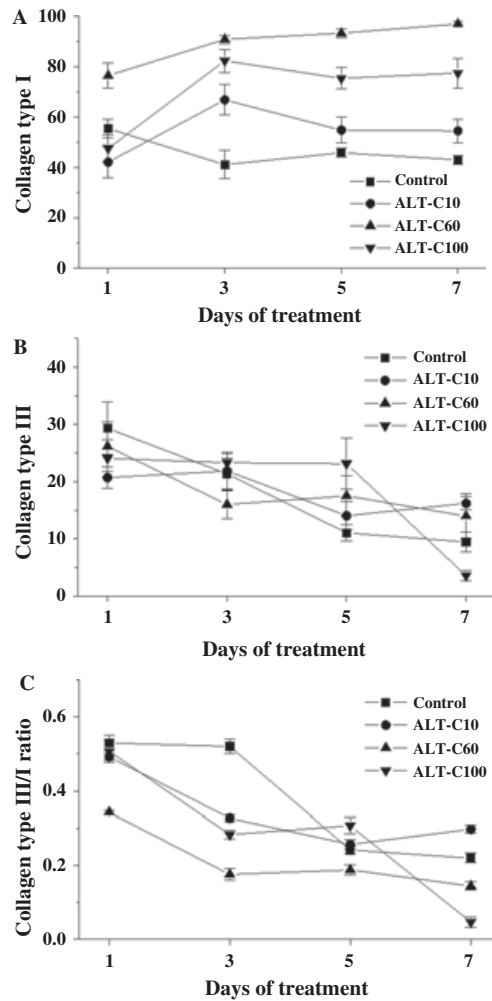 A
100
80
60
40
20
0
Collagen type I
Control
ALT-C10
ALT-C60
ALT-C100
1 3 5 7
Days of treatment
B
40
30
20
10
0
Collagen type III
Control
ALT-C10
ALT-C60
ALT-C100
1 3 5 7
Days of treatment
C
0.6
0.4
0.2
0.0
Collagen type III/I ratio
Control
ALT-C10
ALT-C60
ALT-C100
1 3 5 7
Days of treatment